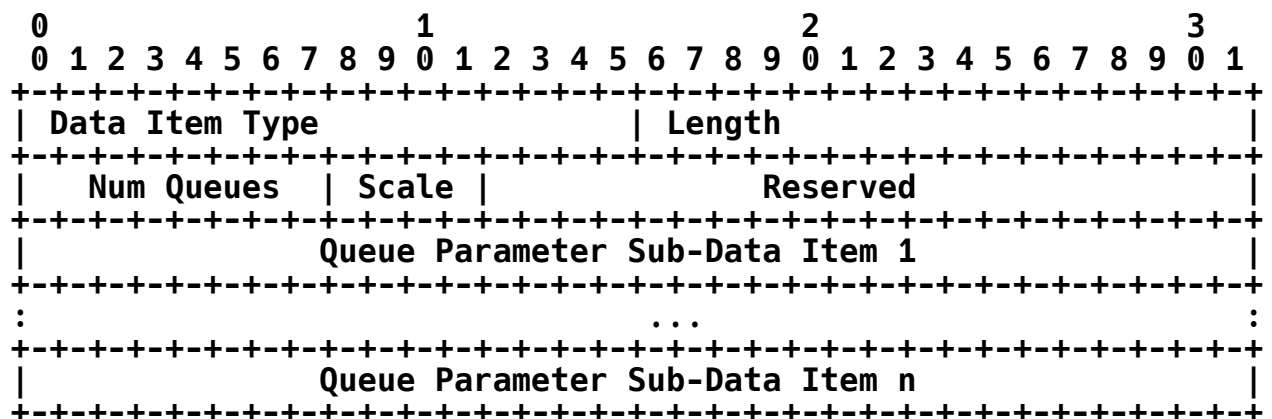 0                   1                   2                   3
 0 1 2 3 4 5 6 7 8 9 0 1 2 3 4 5 6 7 8 9 0 1 2 3 4 5 6 7 8 9 0 1
+-+-+-+-+-+-+-+-+-+-+-+-+-+-+-+-+-+-+-+-+-+-+-+-+-+-+-+-+-+-+-+-+
| Data Item Type                | Length                        |
+-+-+-+-+-+-+-+-+-+-+-+-+-+-+-+-+-+-+-+-+-+-+-+-+-+-+-+-+-+-+-+-+
|   Num Queues  | Scale |              Reserved                 |
+-+-+-+-+-+-+-+-+-+-+-+-+-+-+-+-+-+-+-+-+-+-+-+-+-+-+-+-+-+-+-+-+
|               Queue Parameter Sub-Data Item 1                 |
+-+-+-+-+-+-+-+-+-+-+-+-+-+-+-+-+-+-+-+-+-+-+-+-+-+-+-+-+-+-+-+-+
:                                ...                            :
+-+-+-+-+-+-+-+-+-+-+-+-+-+-+-+-+-+-+-+-+-+-+-+-+-+-+-+-+-+-+-+-+
|               Queue Parameter Sub-Data Item n                 |
+-+-+-+-+-+-+-+-+-+-+-+-+-+-+-+-+-+-+-+-+-+-+-+-+-+-+-+-+-+-+-+-+